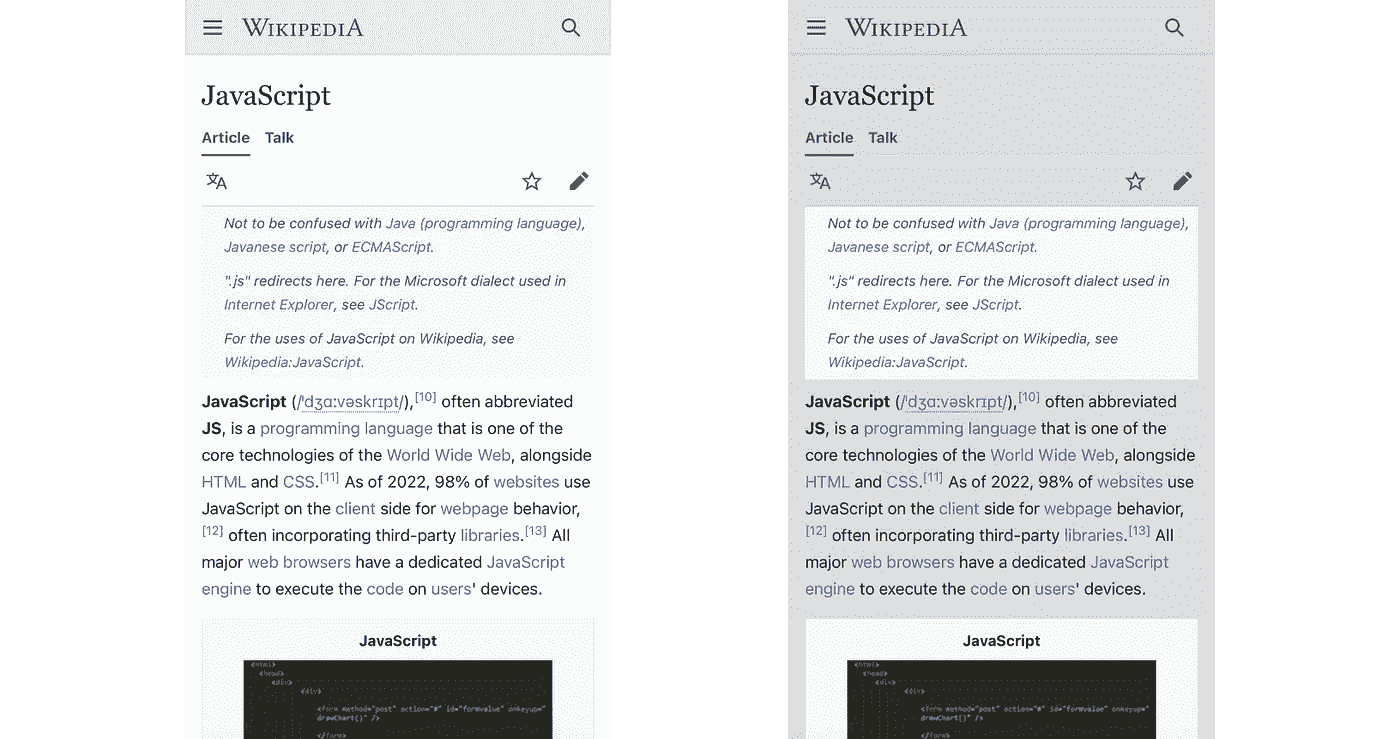 WIKIPEDIA
JavaScript
Article Talk
Not to be confused with Java (programming language),
Javanese script, or ECMAScript.
".js" redirects here. For the Microsoft dialect used in
Internet Explorer, see JScript.
For the uses of JavaScript on Wikipedia, see
Wikipedia:JavaScript.
JavaScript (/ˈdʒɑːvəskrɪpt/),[10] often abbreviated
JS, is a programming language that is one of the
core technologies of the World Wide Web, alongside
HTML and CSS.[11] As of 2022, 98% of websites use
JavaScript on the client side for webpage behavior,
[12] often incorporating third-party libraries.[13] All
major web browsers have a dedicated JavaScript
engine to execute the code on users' devices.
JavaScript
<html>
<head>
<div>
<div>
<form method="post" action="#" id="formvalue" onkeyup="
drawChart()" />
</form>
WIKIPEDIA
JavaScript
Article Talk
Not to be confused with Java (programming language),
Javanese script, or ECMAScript.
".js" redirects here. For the Microsoft dialect used in
Internet Explorer, see JScript.
For the uses of JavaScript on Wikipedia, see
Wikipedia:JavaScript.
JavaScript (/ˈdʒɑːvəskrɪpt/),[10] often abbreviated
JS, is a programming language that is one of the
core technologies of the World Wide Web, alongside
HTML and CSS.[11] As of 2022, 98% of websites use
JavaScript on the client side for webpage behavior,
[12] often incorporating third-party libraries.[13] All
major web browsers have a dedicated JavaScript
engine to execute the code on users' devices.
JavaScript
<html>
<head>
<div>
<div>
<form method="post" action="#" id="formvalue" onkeyup="
drawChart()" />
</form>